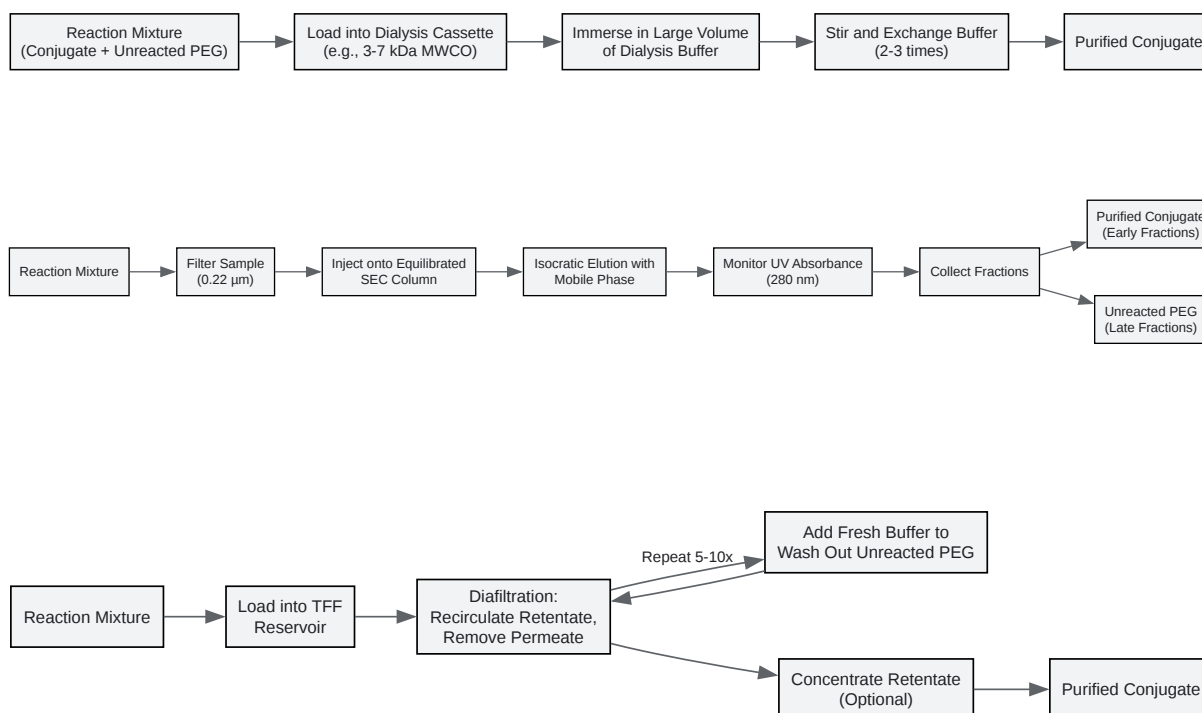 Reaction Mixture
(Conjugate + Unreacted PEG)
Load into Dialysis Cassette
(e.g., 3-7 kDa MWCO)
Immerse in Large Volume
of Dialysis Buffer
Stir and Exchange Buffer
(2-3 times)
Purified Conjugate
Reaction Mixture
Filter Sample
(0.22 µm)
Inject onto Equilibrated
SEC Column
Isocratic Elution with
Mobile Phase
Monitor UV Absorbance
(280 nm)
Collect Fractions
Purified Conjugate
(Early Fractions)
Unreacted PEG
(Late Fractions)
Reaction Mixture
Load into TFF
Reservoir
Diafiltration:
Recirculate Retentate,
Remove Permeate
Repeat 5-10x
Add Fresh Buffer to
Wash Out Unreacted PEG
Concentrate Retentate
(Optional)
Purified Conjugate